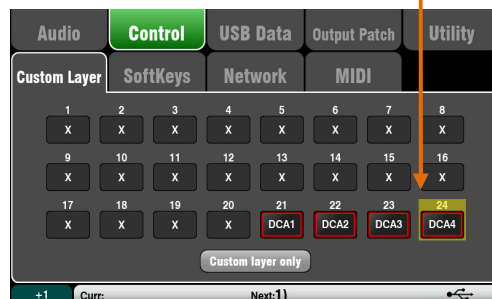 Audio Control USB Data Output Patch Utility
Custom Layer SoftKeys Network MIDI
1 2 3 4 5 6 7 8
X X X X X X X X
9 10 11 12 13 14 15 16
X X X X X X X X
17 18 19 20 21 22 23 24
X X X X DCA1 DCA2 DCA3 DCA4
Custom layer only
+1 Curr: Next:1)